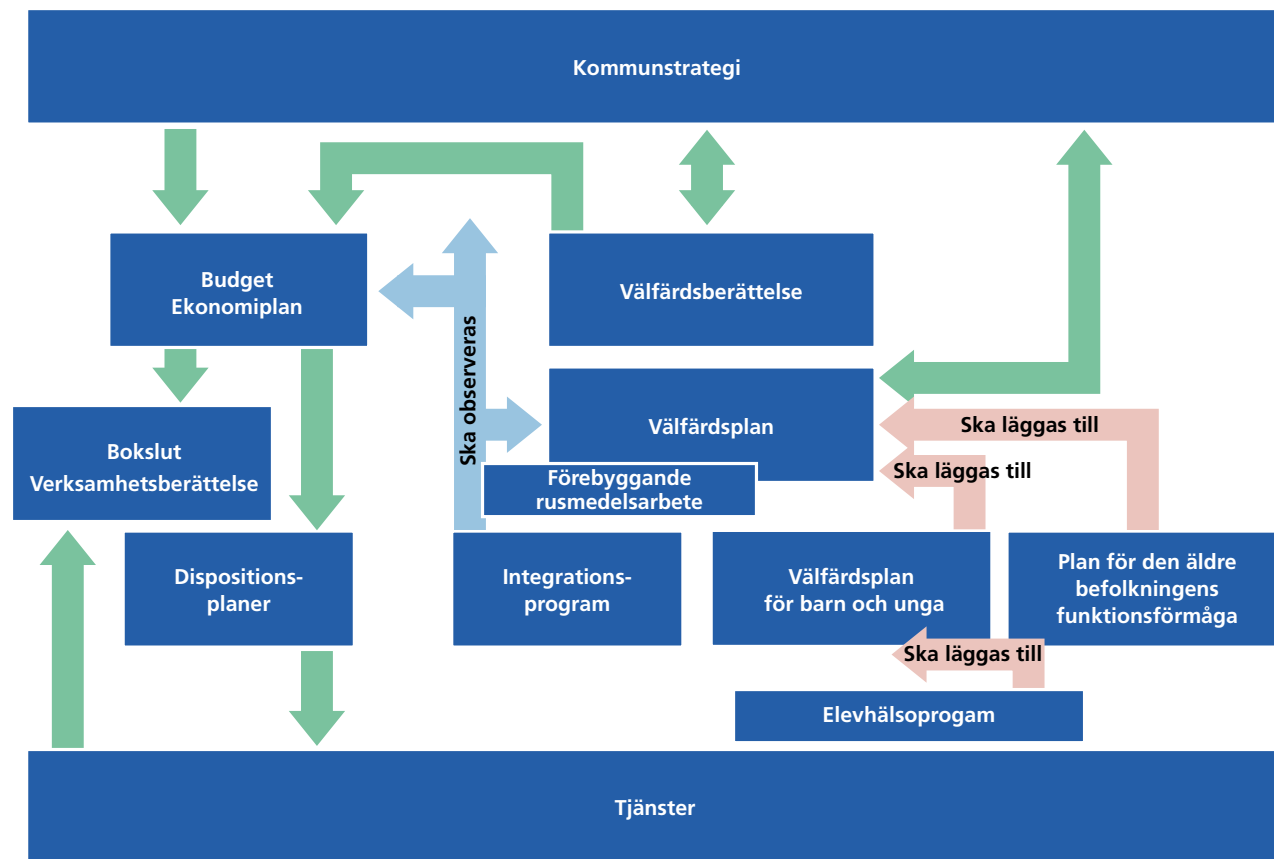 Kommunstrategi
Budget
Ekonomiplan
Välfärdsberättelse
Ska observeras
Välfärdsplan
Ska läggas till
Ska läggas till
Bokslut
Verksamhetsberättelse
Förebyggande
rusmedelsarbete
Dispositions-
planer
Integrations-
program
Välfärdsplan
för barn och unga
Plan för den äldre
befolkningens
funktionsförmåga
Ska läggas till
Elevhälsoprogam
Tjänster